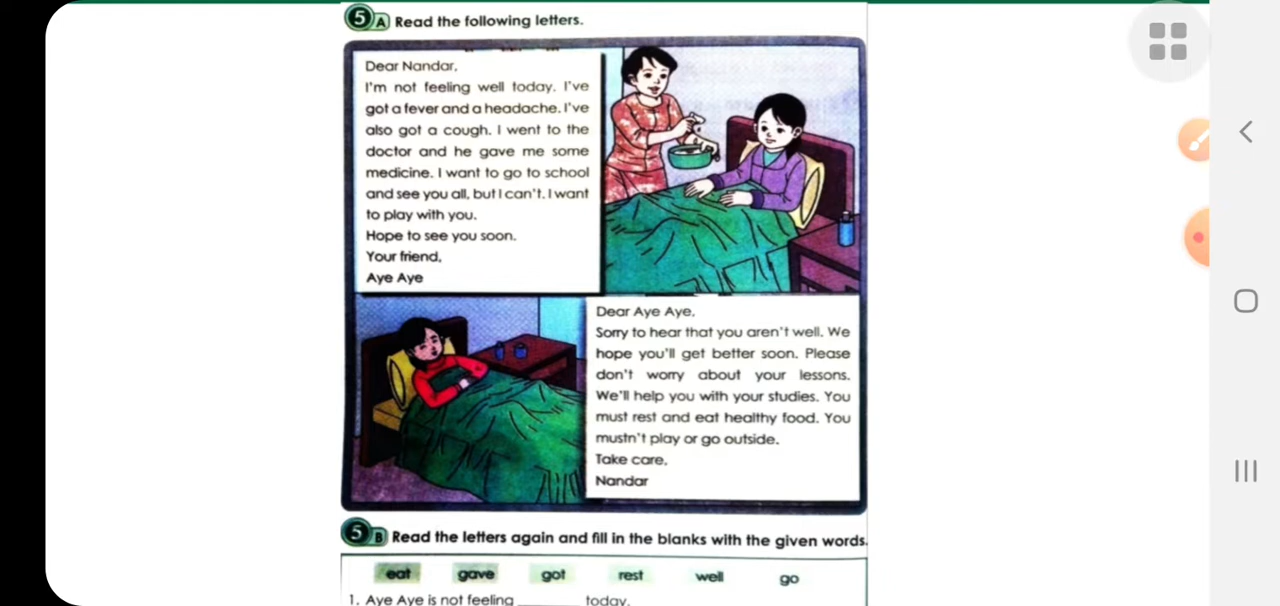 5 A Read the following letters.
Dear Nandar,
I'm not feeling well today. I've
got a fever and a headache. I've
also got a cough. I went to the
doctor and he gave me some
medicine. I want to go to school
and see you all, but I can't. I want
to play with you.
Hope to see you soon.
Your friend,
Aye Aye
Dear Aye Aye,
Sorry to hear that you aren't well. We
hope you'll get better soon. Please
don't worry about your lessons.
We'll help you with your studies. You
must rest and eat healthy food. You
mustn't play or go outside.
Take care,
Nandar
5 B Read the letters again and fill in the blanks with the given words.
eat gave got rest well go
1. Aye Aye is not feeling ________ today.